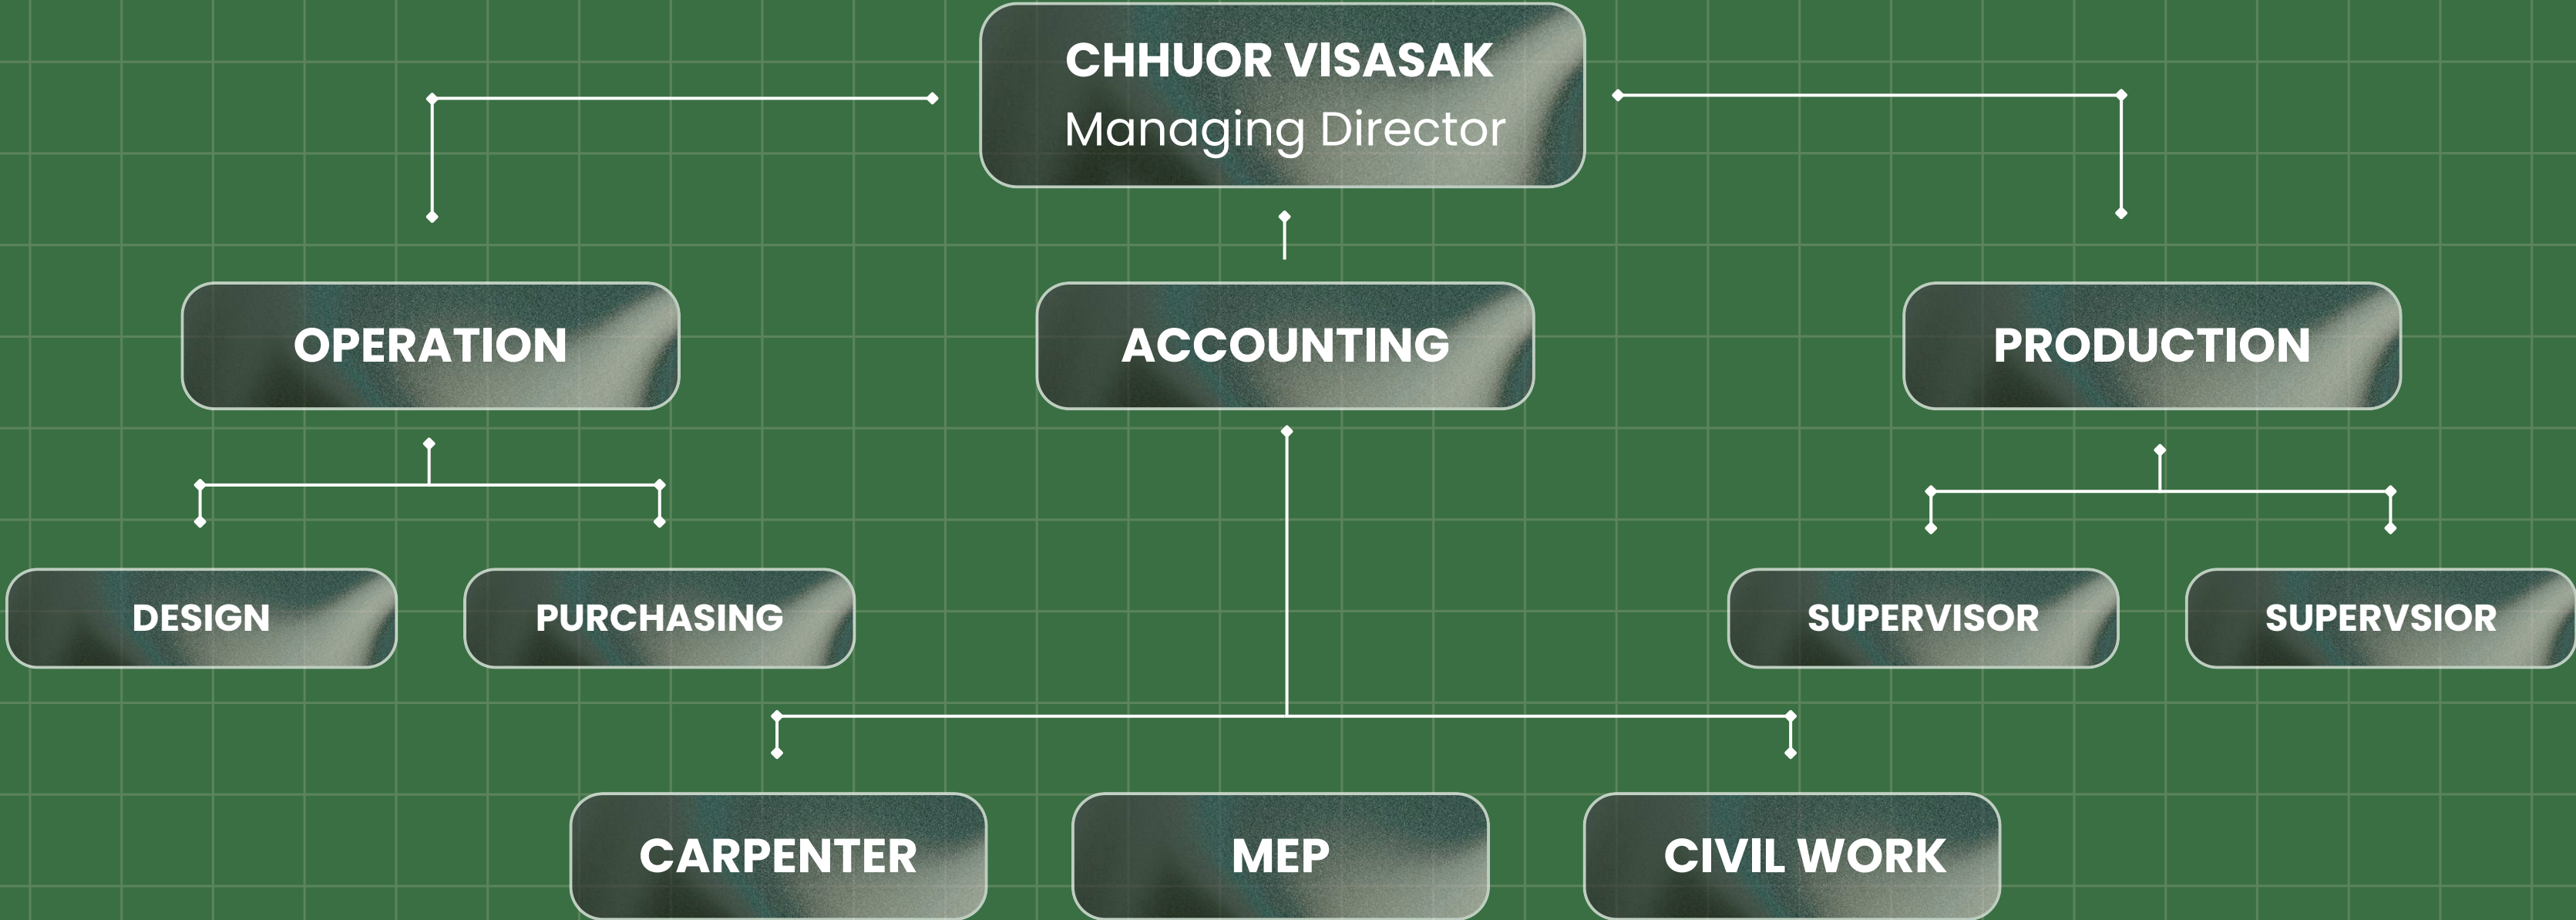 CHHUOR VISASAK
Managing Director
OPERATION
ACCOUNTING
PRODUCTION
DESIGN
PURCHASING
SUPERVISOR
SUPERVSIOR
CARPENTER
MEP
CIVIL WORK